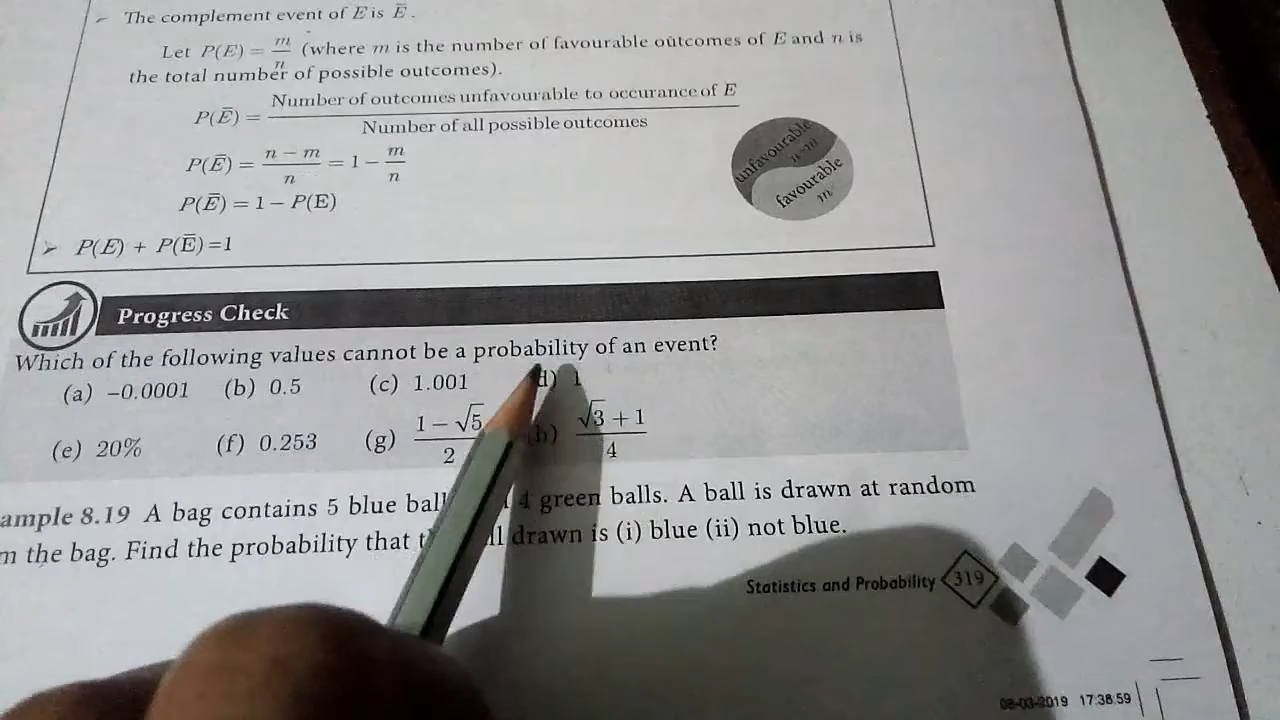 ➢ The complement event of E is Ē.
Let P(E) = m/n (where m is the number of favourable outcomes of E and n is
the total number of possible outcomes).
P(Ē) = Number of outcomes unfavourable to occurance of E / Number of all possible outcomes
P(Ē) = n − m / n = 1 − m/n
P(Ē) = 1 − P(E)
unfavourable
n−m
favourable
m
➢ P(E) + P(Ē) =1
Progress Check
Which of the following values cannot be a probability of an event?
(a) −0.0001 (b) 0.5 (c) 1.001 d) 1
(e) 20% (f) 0.253 (g) 1 − √5 / 2 (h) √3 + 1 / 4
ample 8.19 A bag contains 5 blue ball 4 green balls. A ball is drawn at random
m the bag. Find the probability that drawn is (i) blue (ii) not blue.
Statistics and Probability 319
08-03-2019 17:38:59